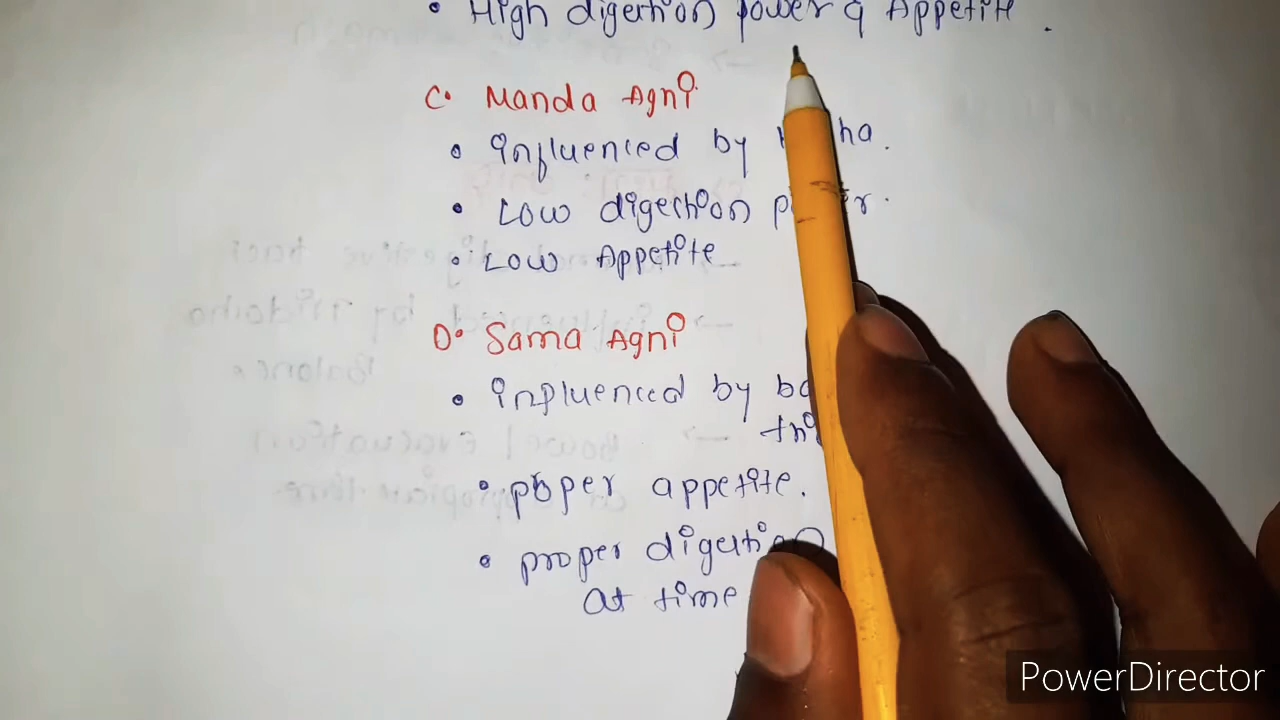 • High digestion power & Appetite.
C. Manda Agni
• influenced by
• Low digestion
• Low Appetite
D. Sama Agni
• influenced by
• proper appetite.
• proper digestion
at time
PowerDirector